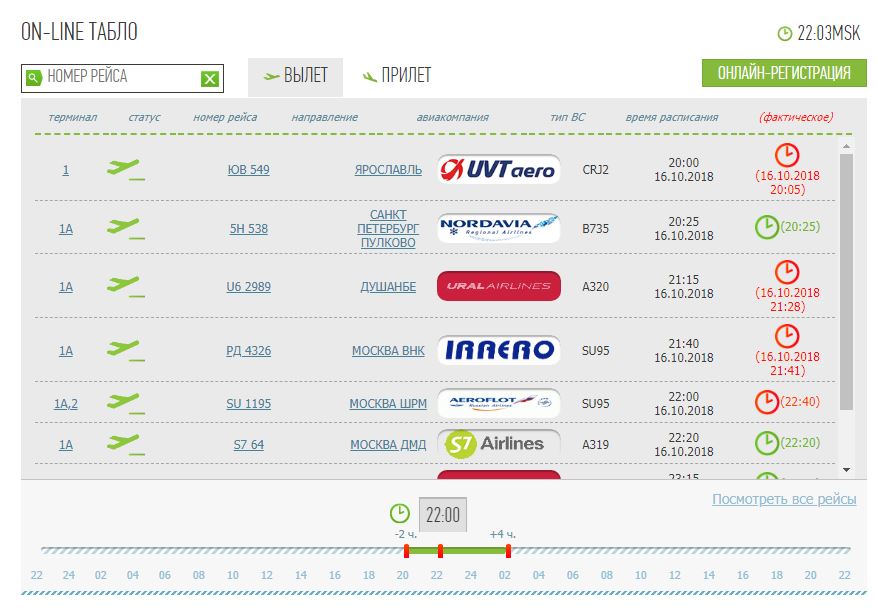 ON-LINE ТАБЛО
22:03MSK
НОМЕР РЕЙСА
ВЫЛЕТ
ПРИЛЕТ
ОНЛАЙН-РЕГИСТРАЦИЯ
терминал статус номер рейса направление авиакомпания тип ВС время расписания (фактическое)
1 ЮВ 549 ЯРОСЛАВЛЬ UVTaero CRJ2 20:00
16.10.2018
(16.10.2018
20:05)
1А 5Н 538 САНКТ
ПЕТЕРБУРГ
ПУЛКОВО
NORDAVIA
Regional Airlines
B735 20:25
16.10.2018
(20:25)
1А U6 2989 ДУШАНБЕ URAL AIRLINES A320 21:15
16.10.2018
(16.10.2018
21:28)
1А РД 4326 МОСКВА ВНК IRAERO SU95 21:40
16.10.2018
(16.10.2018
21:41)
1А,2 SU 1195 МОСКВА ШРМ AEROFLOT
Russian Airlines
SU95 22:00
16.10.2018
(22:40)
1А S7 64 МОСКВА ДМД S7 Airlines A319 22:20
16.10.2018
(22:20)
23:15
Посмотреть все рейсы
22:00
-2 ч. +4 ч.
22 24 02 04 06 08 10 12 14 16 18 20 22 24 02 04 06 08 10 12 14 16 18 20 22